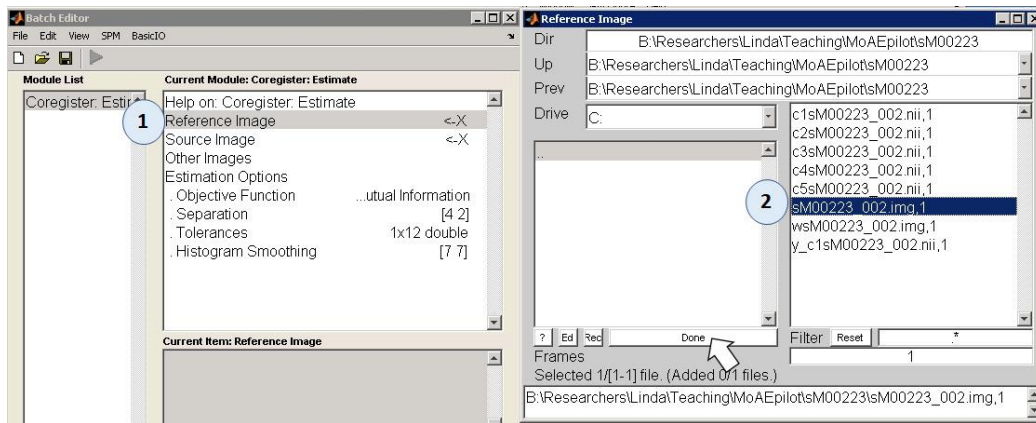 Batch Editor
File Edit View SPM BasicIO
Module List
Coregister: Estir
Current Module: Coregister: Estimate
Help on: Coregister: Estimate
1
Reference Image <-X
Source Image <-X
Other Images
Estimation Options
. Objective Function ...utual Information
. Separation [4 2]
. Tolerances 1x12 double
. Histogram Smoothing [7 7]
Current Item: Reference Image
Reference Image
Dir B:\Researchers\Linda\Teaching\MoAEpilot\sM00223
Up B:\Researchers\Linda\Teaching\MoAEpilot\sM00223
Prev B:\Researchers\Linda\Teaching\MoAEpilot\sM00223
Drive C:
..
c1sM00223_002.nii,1
c2sM00223_002.nii,1
c3sM00223_002.nii,1
c4sM00223_002.nii,1
c5sM00223_002.nii,1
2
sM00223_002.img,1
wsM00223_002.img,1
y_c1sM00223_002.nii,1
? Ed Rec Done Filter Reset .*
Frames 1
Selected 1/[1-1] file. (Added 0/1 files.)
B:\Researchers\Linda\Teaching\MoAEpilot\sM00223\sM00223_002.img,1